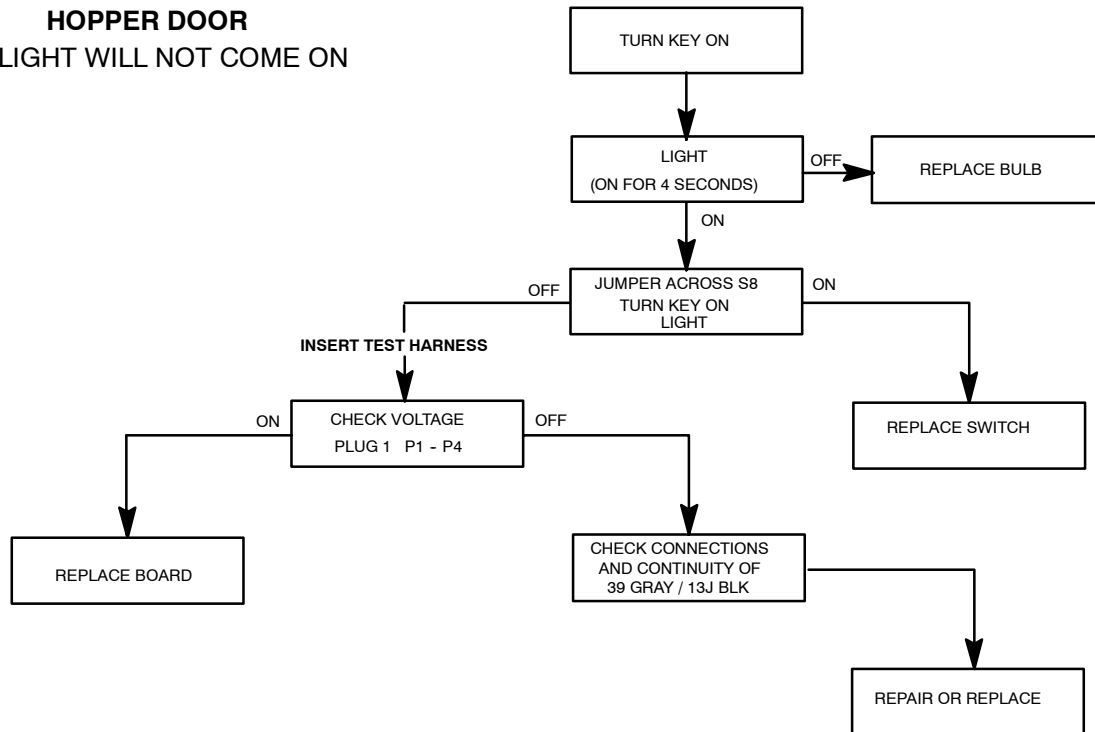 HOPPER DOOR
LIGHT WILL NOT COME ON
TURN KEY ON
LIGHT
(ON FOR 4 SECONDS)
OFF
REPLACE BULB
ON
JUMPER ACROSS S8
TURN KEY ON
LIGHT
OFF
ON
INSERT TEST HARNESS
REPLACE SWITCH
CHECK VOLTAGE
PLUG 1 P1 - P4
ON
OFF
REPLACE BOARD
CHECK CONNECTIONS
AND CONTINUITY OF
39 GRAY / 13J BLK
REPAIR OR REPLACE